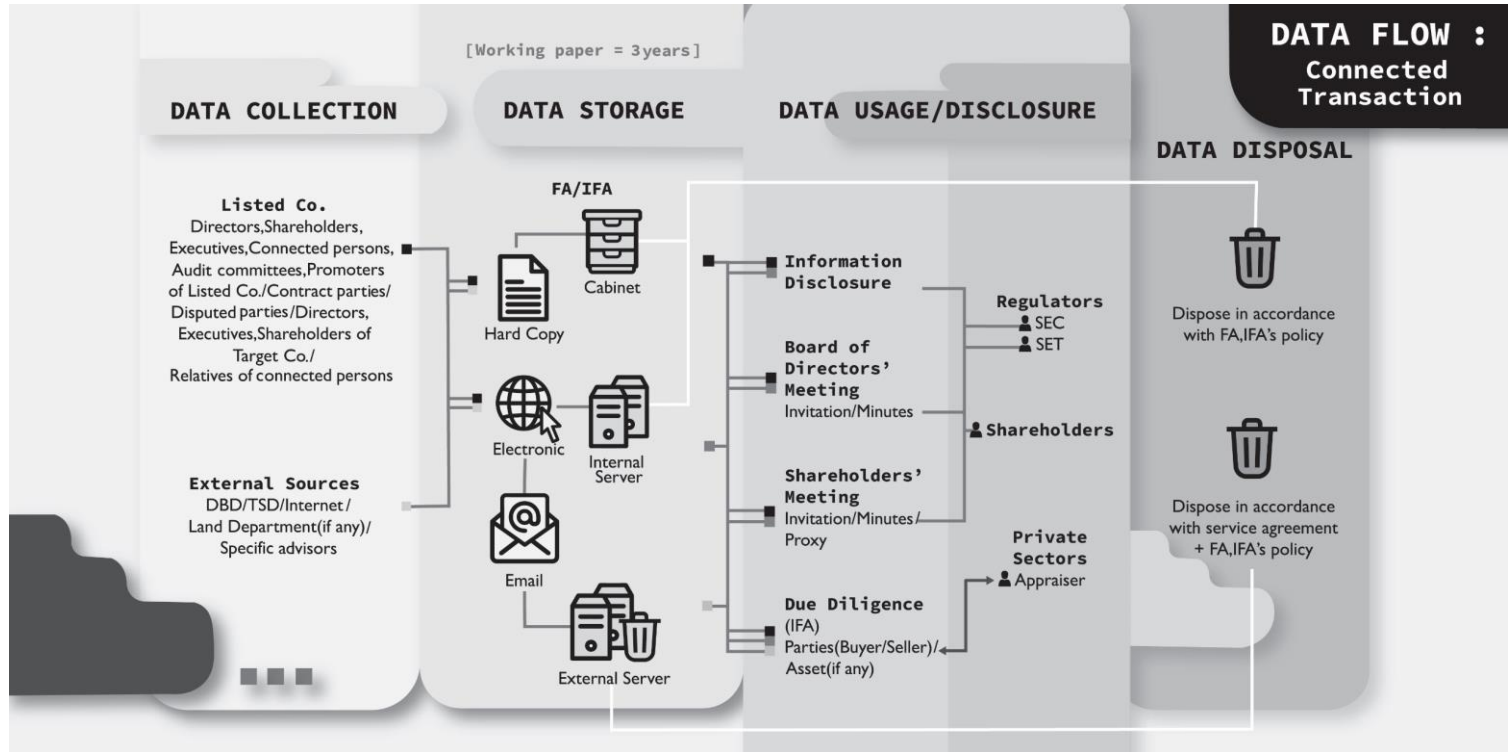 DATA FLOW :
Connected
Transaction
[Working paper = 3years]
DATA COLLECTION
DATA STORAGE
DATA USAGE/DISCLOSURE
DATA DISPOSAL
Listed Co.
Directors,Shareholders,
Executives,Connected persons,
Audit committees,Promoters
of Listed Co./Contract parties/
Disputed parties/Directors,
Executives,Shareholders of
Target Co./
Relatives of connected persons
External Sources
DBD/TSD/Internet/
Land Department(if any)/
Specific advisors
FA/IFA
Cabinet
Hard Copy
Electronic
Internal
Server
Email
External Server
Information
Disclosure
Board of
Directors’
Meeting
Invitation/Minutes
Shareholders’
Meeting
Invitation/Minutes/
Proxy
Due Diligence
(IFA)
Parties(Buyer/Seller)/
Asset(if any)
Regulators
SEC
SET
Shareholders
Private
Sectors
Appraiser
Dispose in accordance
with FA,IFA’s policy
Dispose in accordance
with service agreement
+ FA,IFA’s policy